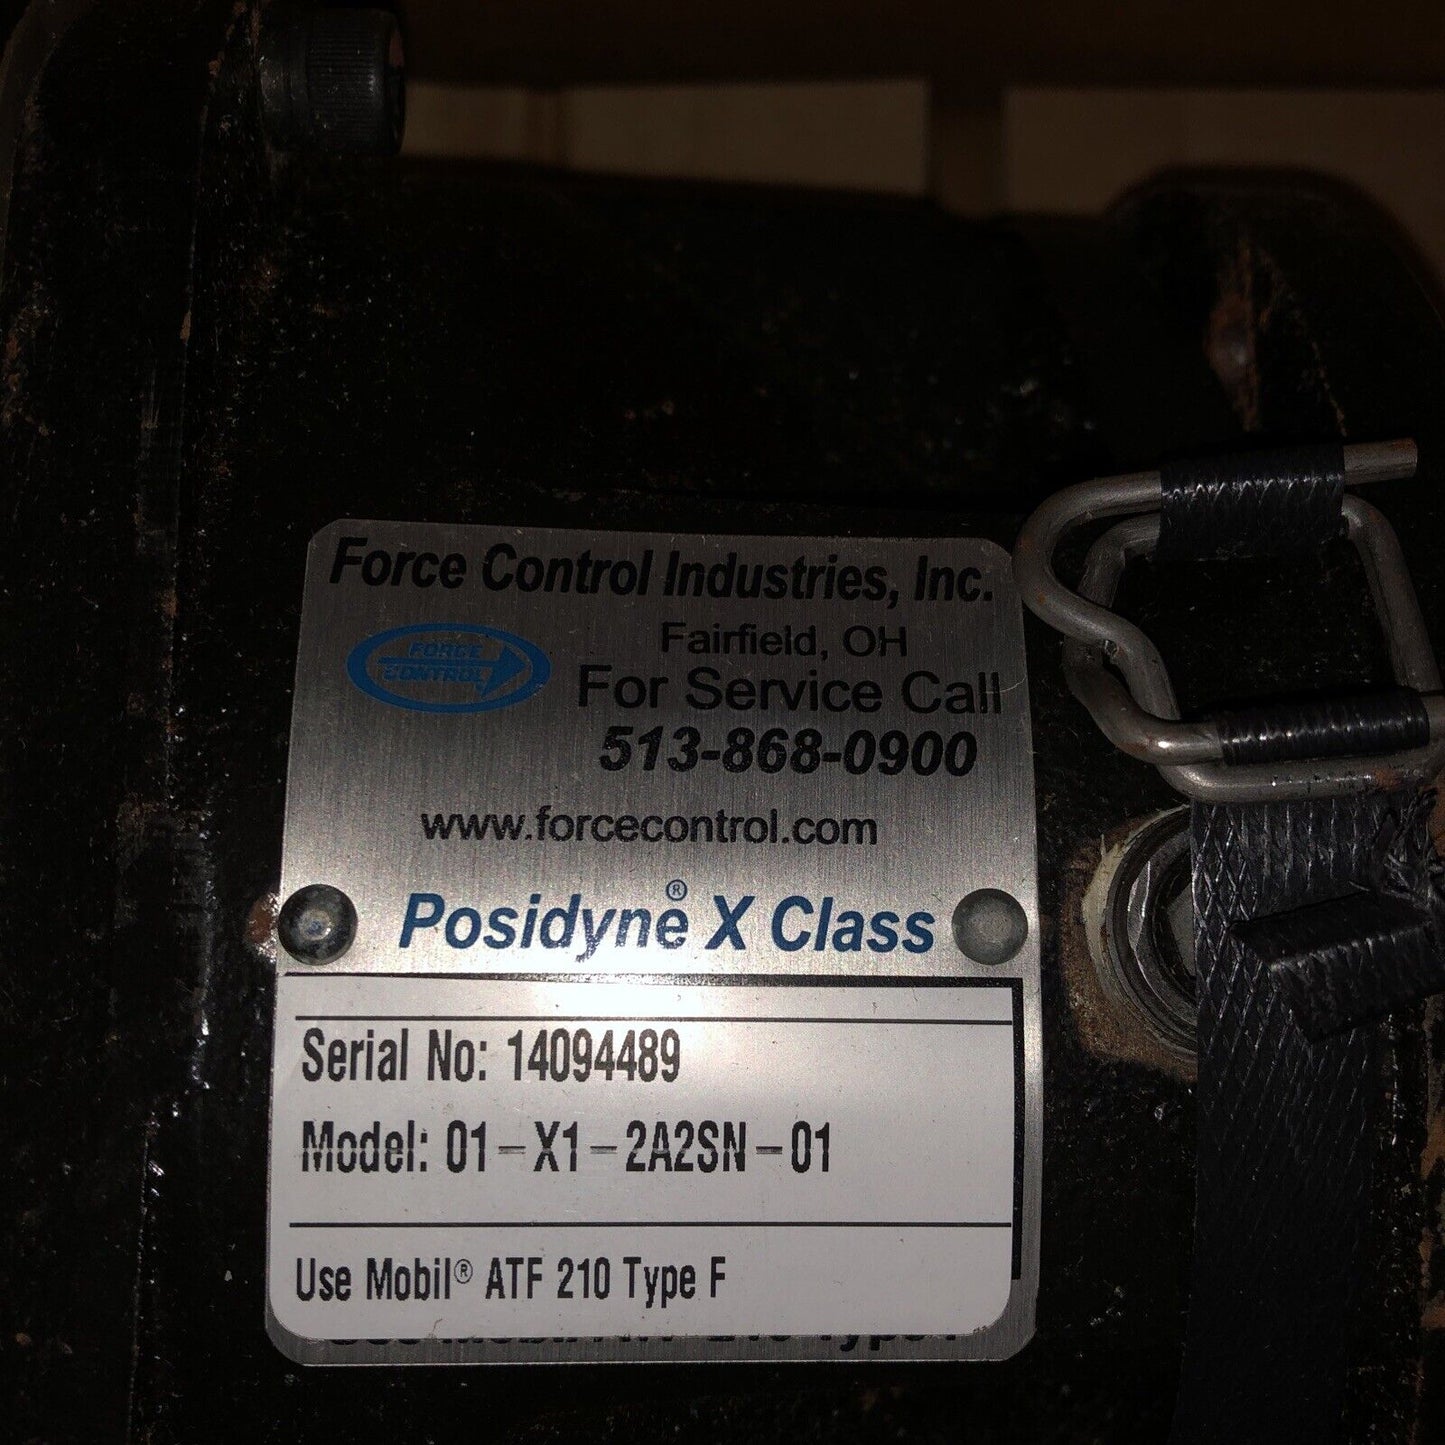 Force Control Industries, Inc.
FORCE
CONTROL
Fairfield, OH
For Service Call
513-868-0900
www.forcecontrol.com
Posidyne® X Class
Serial No: 14094489
Model: 01-X1-2A2SN-01
Use Mobil® ATF 210 Type F